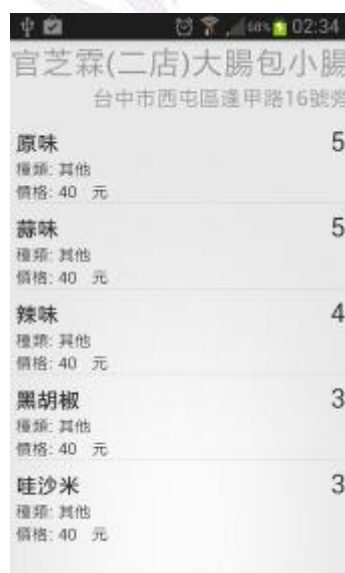 68% 02:34
官芝霖(二店)大腸包小腸
台中市西屯區逢甲路16號旁
原味 5
種類: 其他
價格: 40 元
蒜味 5
種類: 其他
價格: 40 元
辣味 4
種類: 其他
價格: 40 元
黑胡椒 3
種類: 其他
價格: 40 元
哇沙米 3
種類: 其他
價格: 40 元